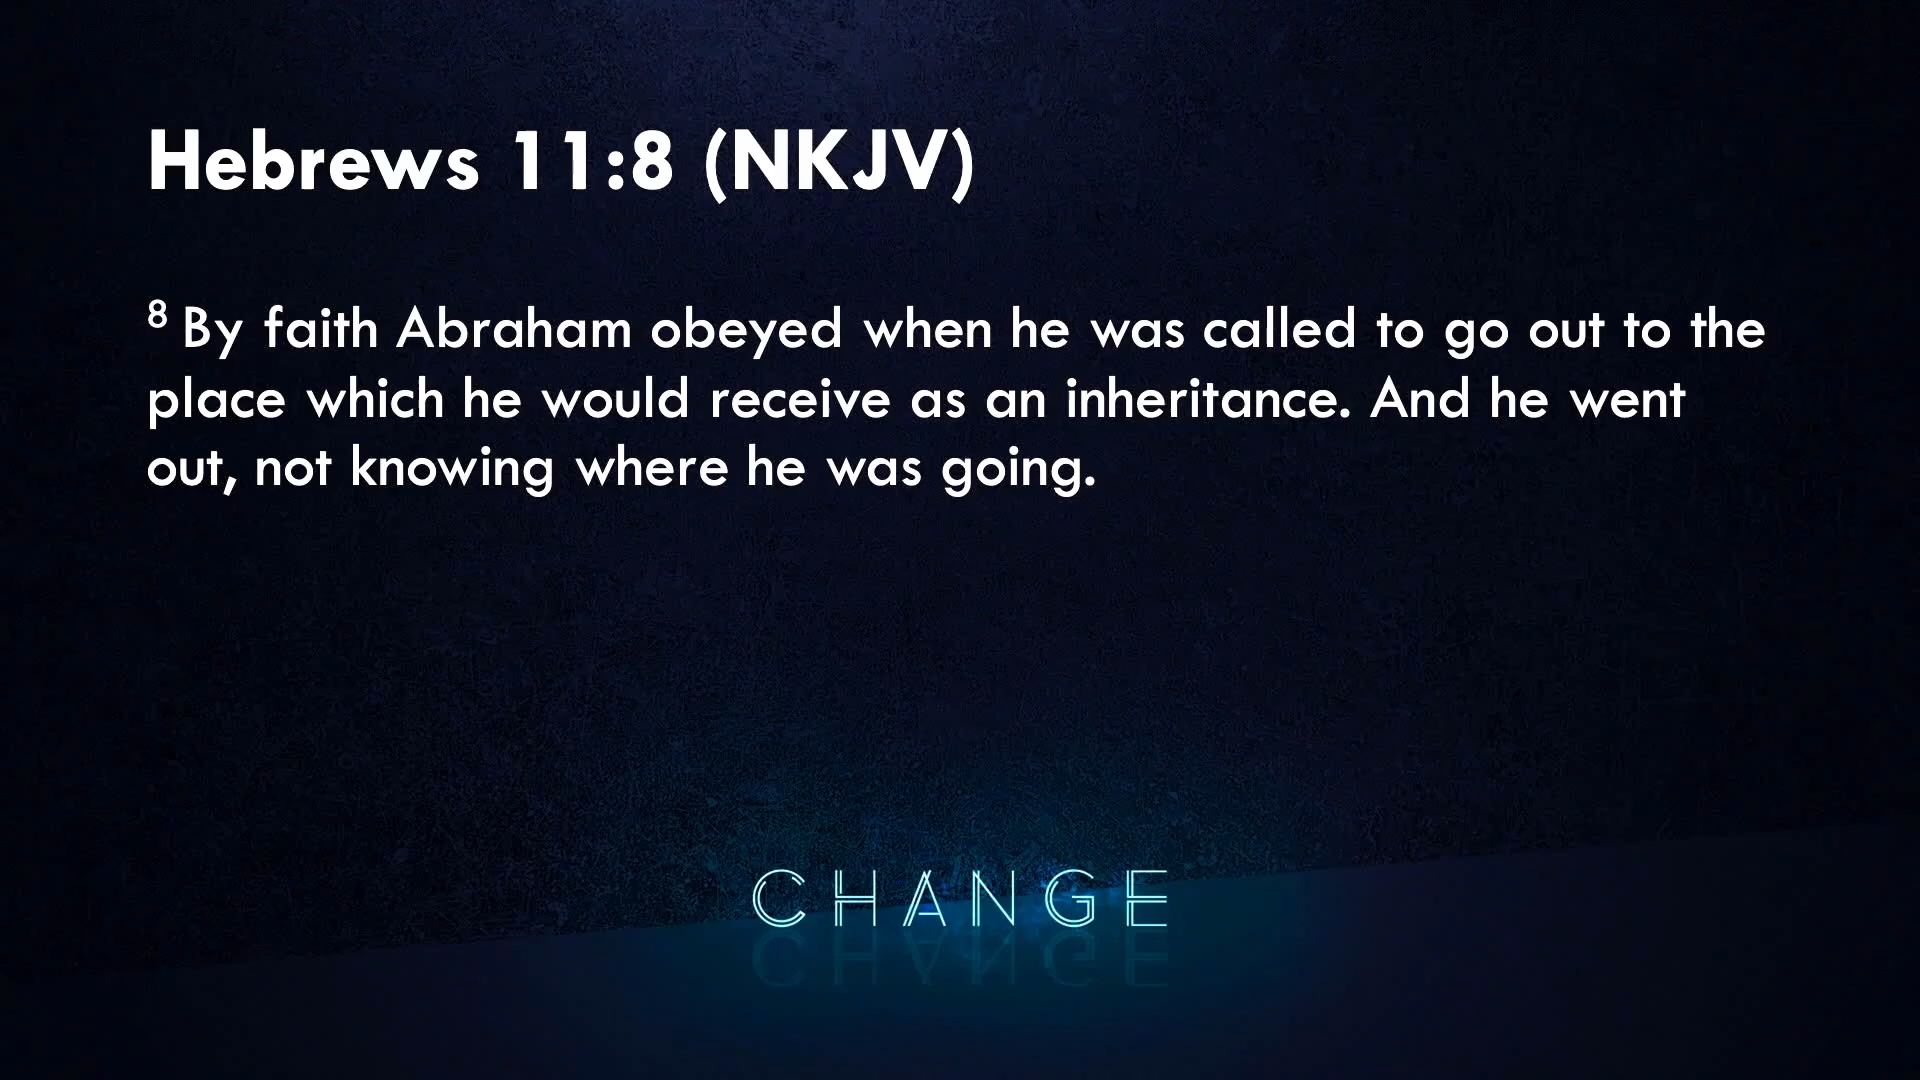 Hebrews 11:8 (NKJV)
8 By faith Abraham obeyed when he was called to go out to the
place which he would receive as an inheritance. And he went
out, not knowing where he was going.
CHANGE